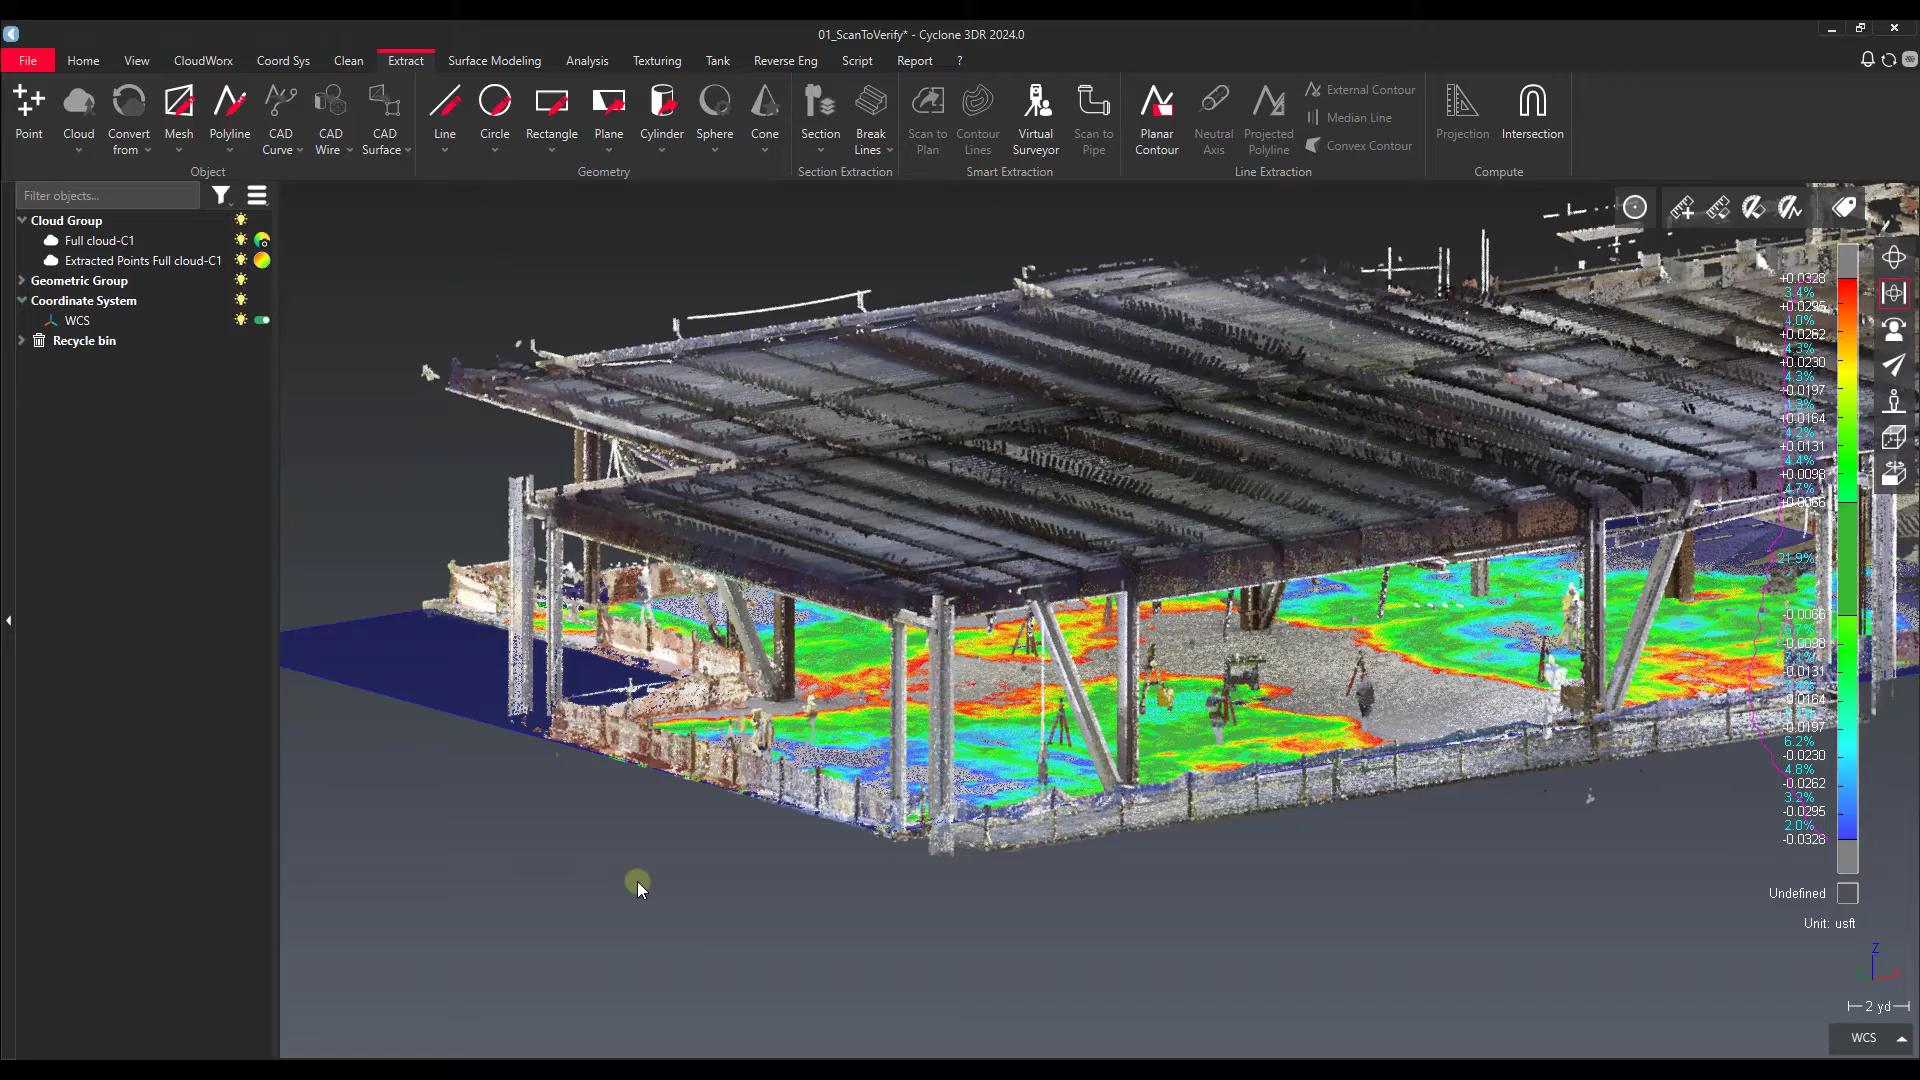 01_ScanToVerify* - Cyclone 3DR 2024.0
File Home View CloudWorx Coord Sys Clean Extract Surface Modeling Analysis Texturing Tank Reverse Eng Script Report ?
Point
Cloud
Convert from
Mesh
Polyline
CAD Curve
CAD Wire
CAD Surface
Object
Line
Circle
Rectangle
Plane
Cylinder
Sphere
Cone
Geometry
Section
Break Lines
Section Extraction
Scan to Plan
Contour Lines
Virtual Surveyor
Scan to Pipe
Smart Extraction
Planar Contour
Neutral Axis
Projected Polyline
External Contour
Median Line
Convex Contour
Line Extraction
Projection
Intersection
Compute
Filter objects...
Cloud Group
Full cloud-C1
Extracted Points Full cloud-C1
Geometric Group
Coordinate System
WCS
Recycle bin
+0.0328
3.4%
+0.0295
4.0%
+0.0262
4.3%
+0.0230
4.3%
+0.0197
+0.0164
4.2%
+0.0131
4.4%
+0.0098
4.7%
+0.0066
21.9%
-0.0066
-0.0098
-0.0131
-0.0164
-0.0197
6.2%
-0.0230
4.8%
-0.0262
3.2%
-0.0295
2.0%
-0.0328
Undefined
Unit: usft
Z
X
2 yd
WCS